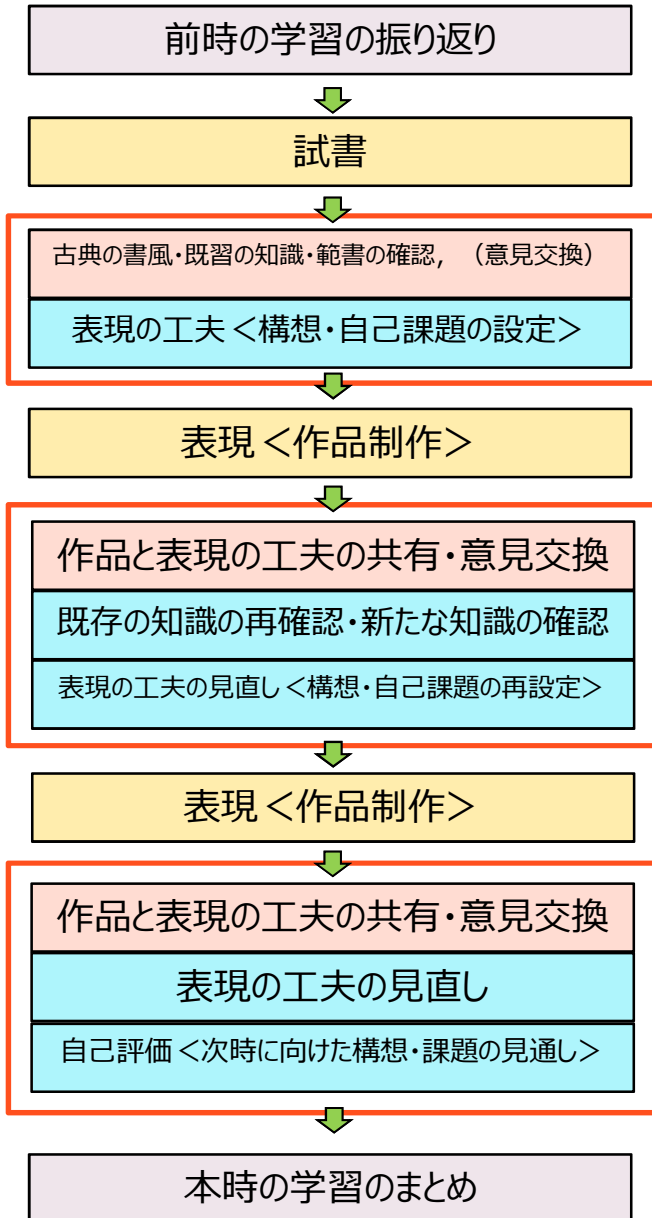 前時の学習の振り返り
試書
古典の書風・既習の知識・範書の確認，（意見交換）
表現の工夫＜構想・自己課題の設定＞
表現＜作品制作＞
作品と表現の工夫の共有・意見交換
既存の知識の再確認・新たな知識の確認
表現の工夫の見直し＜構想・自己課題の再設定＞
表現＜作品制作＞
作品と表現の工夫の共有・意見交換
表現の工夫の見直し
自己評価＜次時に向けた構想・課題の見通し＞
本時の学習のまとめ